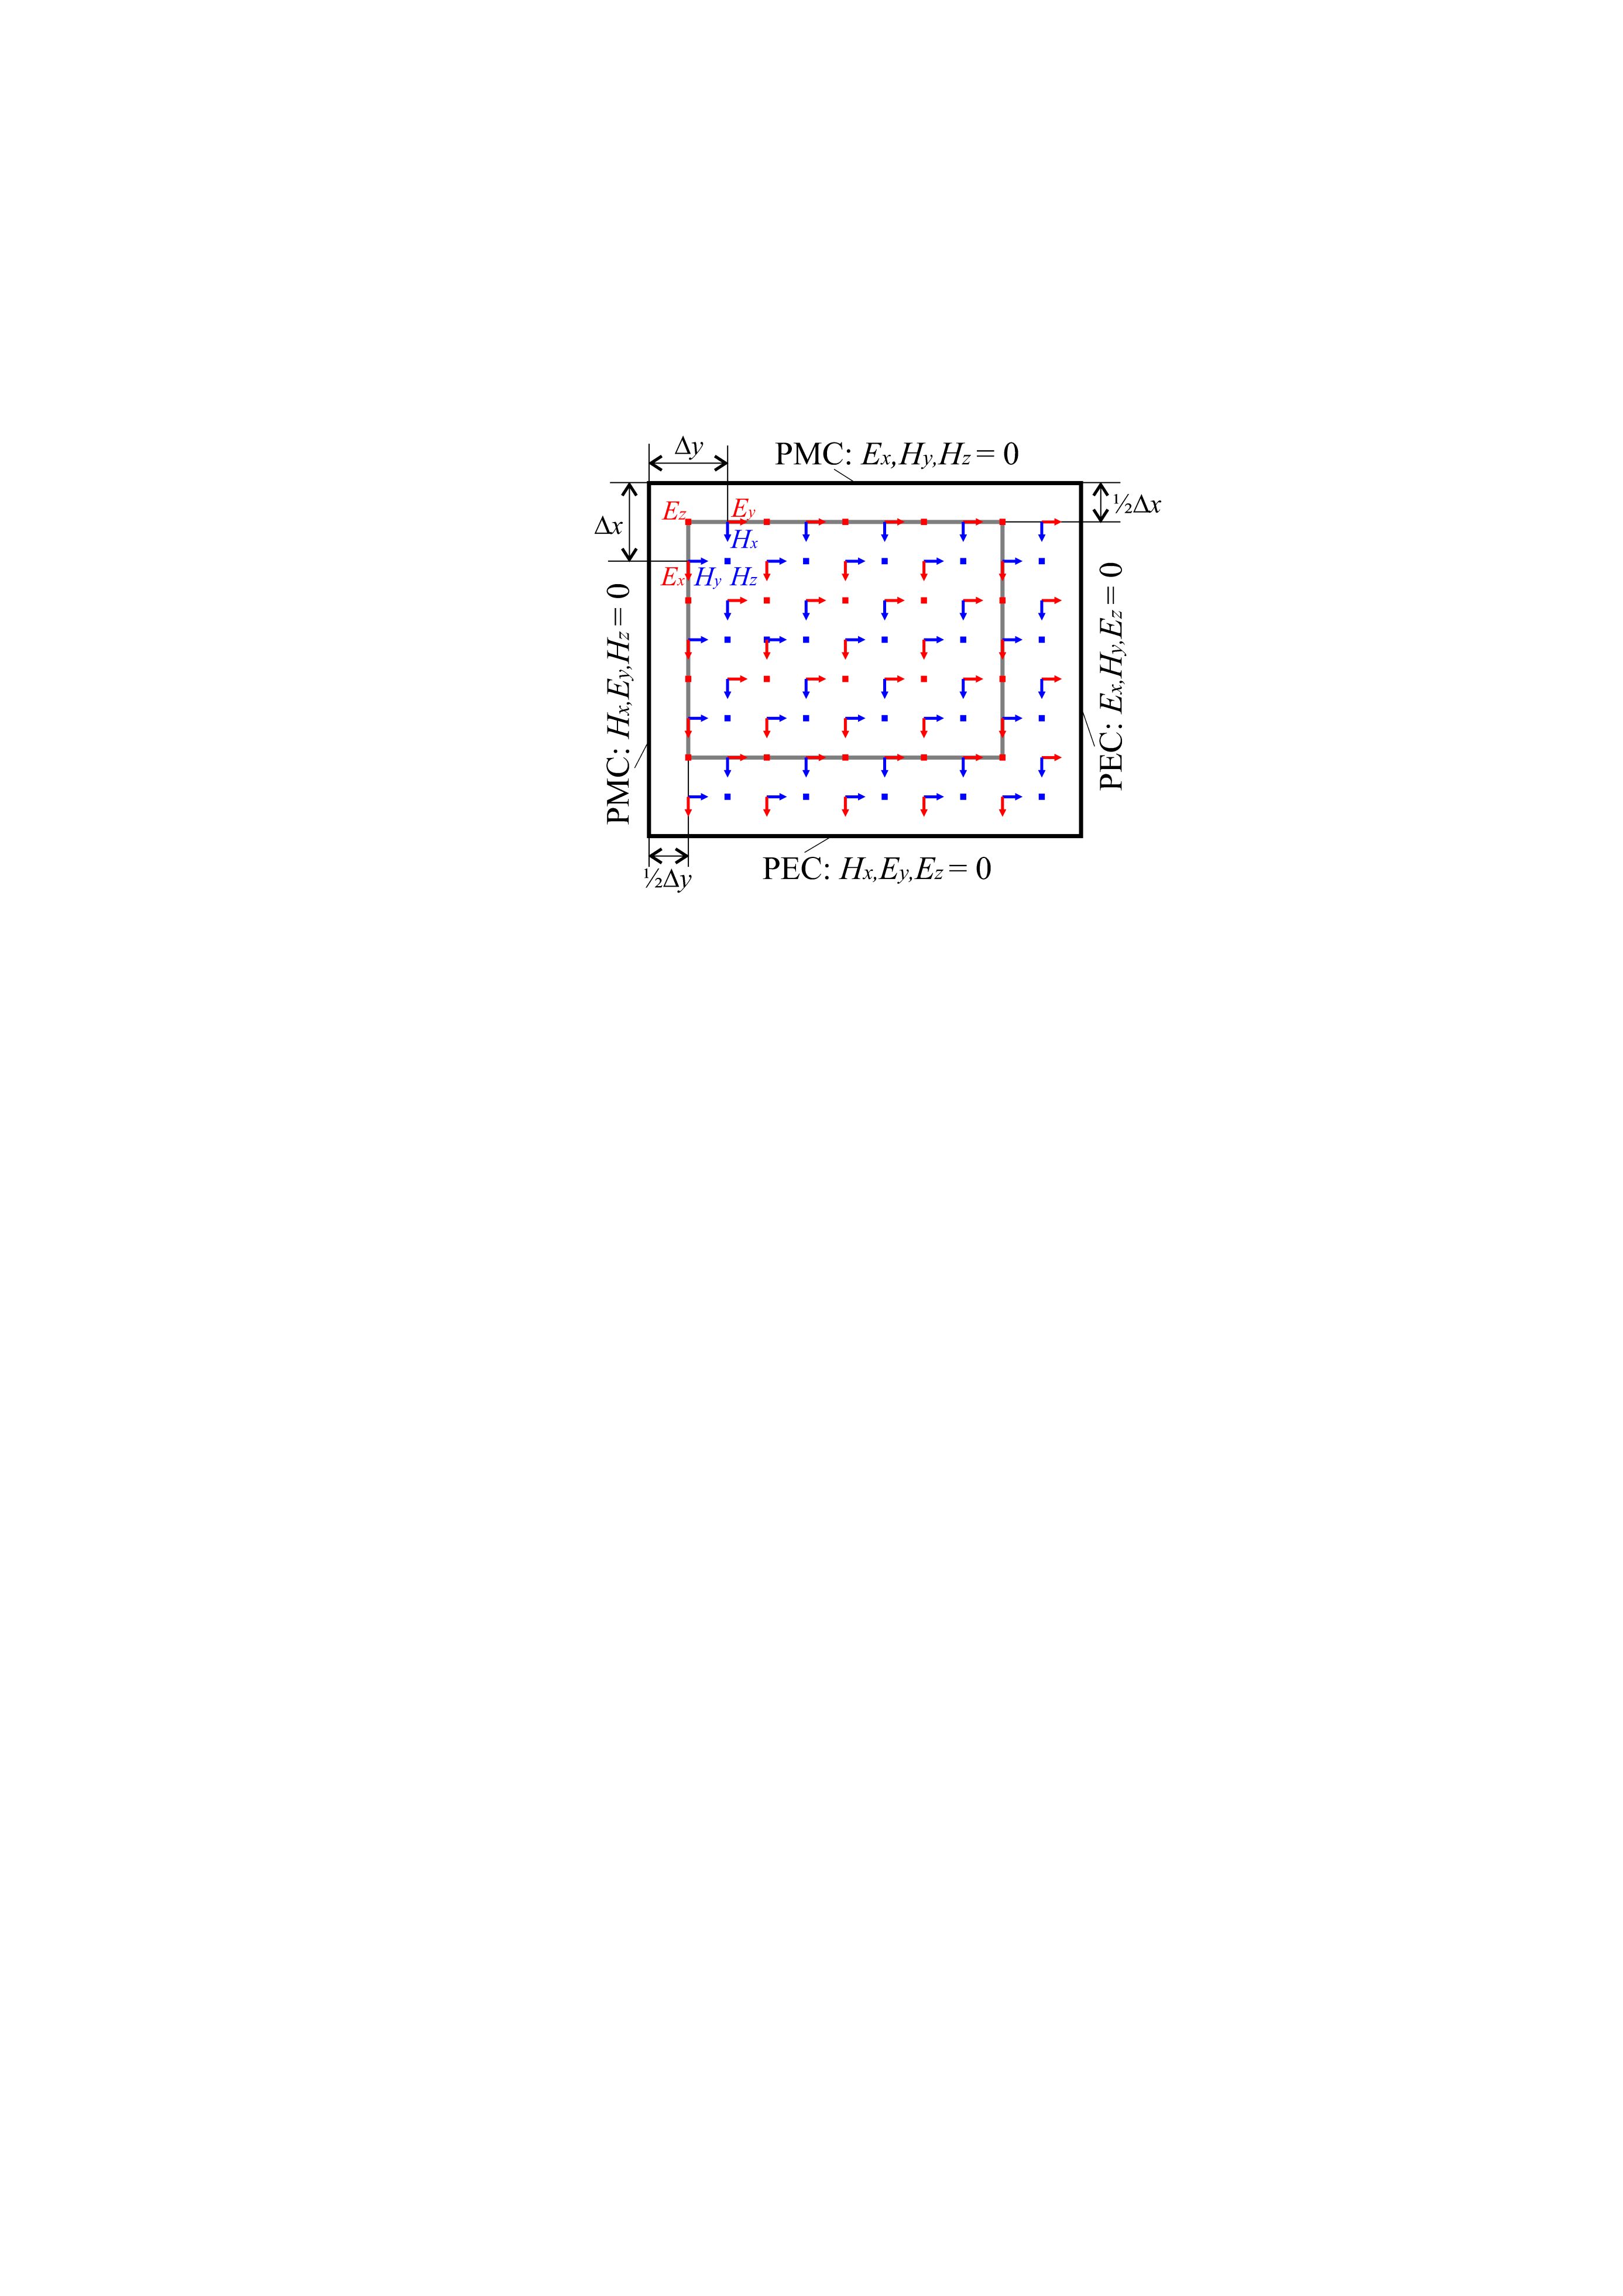 Δy
PMC: Ex,Hy,Hz = 0
½Δx
Ez
Ey
Δx
Hx
Ex Hy Hz
PMC: Hx,Ey,Hz = 0
PEC: Ex,Hy,Ez = 0
PEC: Hx,Ey,Ez = 0
½Δy